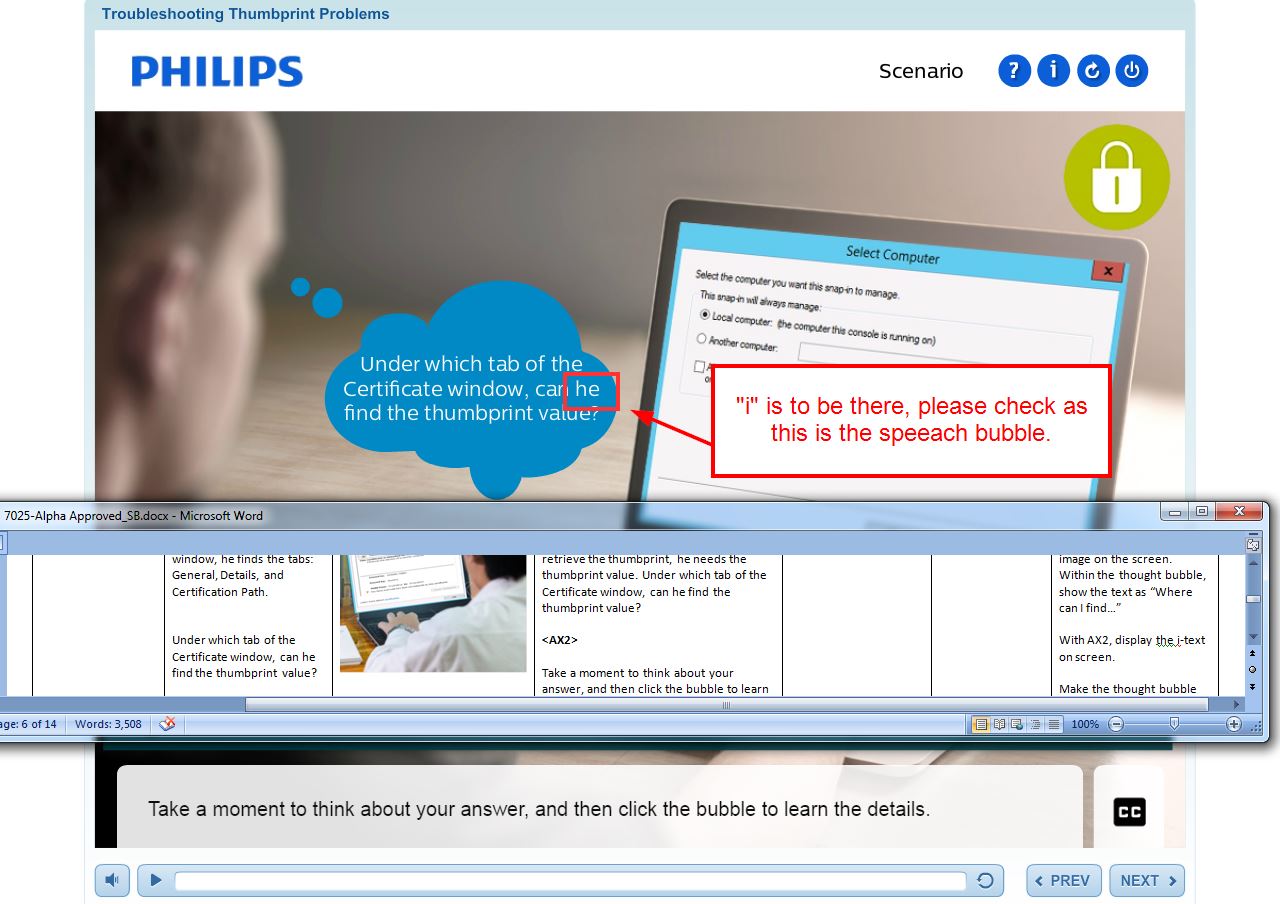 Troubleshooting Thumbprint Problems
PHILIPS
Scenario
? i
Select Computer
x
Select the computer you want this snap-in to manage.
This snap-in will always manage:
Local computer: (the computer this console is running on)
Another computer:
Under which tab of the
Certificate window, can he
find the thumbprint value?
"i" is to be there, please check as
this is the speeach bubble.
7025-Alpha Approved_SB.docx - Microsoft Word
window, he finds the tabs:
General, Details, and
Certification Path.
Under which tab of the
Certificate window, can he
find the thumbprint value?
retrieve the thumbprint, he needs the
thumbprint value. Under which tab of the
Certificate window, can he find the
thumbprint value?
<AX2>
Take a moment to think about your
answer, and then click the bubble to learn
image on the screen.
Within the thought bubble,
show the text as “Where
can I find...”
With AX2, display the i-text
on screen.
Make the thought bubble
age: 6 of 14
Words: 3,508
100%
Take a moment to think about your answer, and then click the bubble to learn the details.
CC
PREV
NEXT